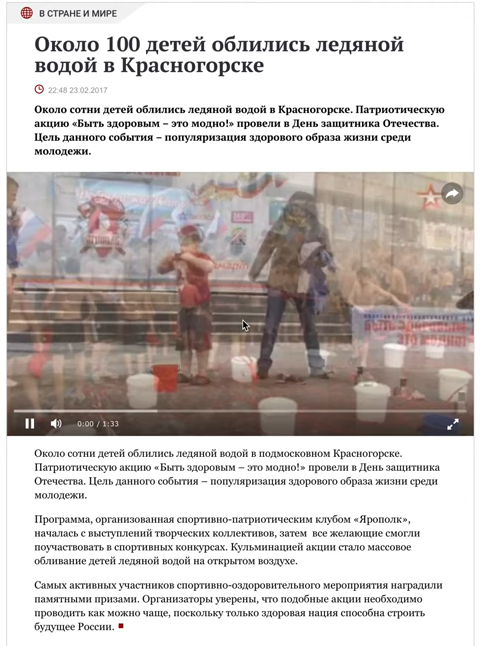 В СТРАНЕ И МИРЕ
Около 100 детей облились ледяной
водой в Красногорске
22:48 23.02.2017
Около сотни детей облились ледяной водой в Красногорске. Патриотическую
акцию «Быть здоровым – это модно!» провели в День защитника Отечества.
Цель данного события – популяризация здорового образа жизни среди
молодежи.
0:00 / 1:33
Около сотни детей облились ледяной водой в подмосковном Красногорске.
Патриотическую акцию «Быть здоровым – это модно!» провели в День защитника
Отечества. Цель данного события – популяризация здорового образа жизни среди
молодежи.
Программа, организованная спортивно-патриотическим клубом «Ярополк»,
началась с выступлений творческих коллективов, затем все желающие смогли
поучаствовать в спортивных конкурсах. Кульминацией акции стало массовое
обливание детей ледяной водой на открытом воздухе.
Самых активных участников спортивно-оздоровительного мероприятия наградили
памятными призами. Организаторы уверены, что подобные акции необходимо
проводить как можно чаще, поскольку только здоровая нация способна строить
будущее России.